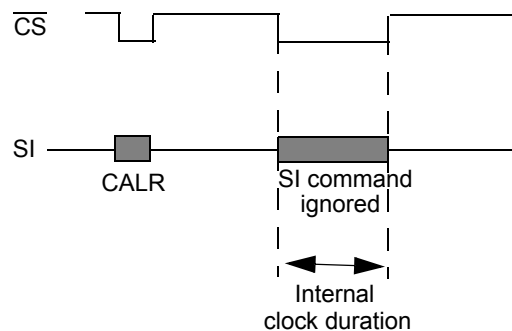 CS
SI
CALR
SI command
ignored
Internal
clock duration